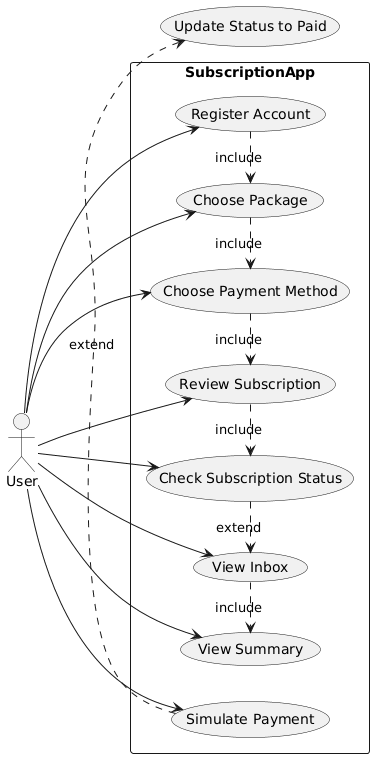 Update Status to Paid
SubscriptionApp
Register Account
include
Choose Package
include
Choose Payment Method
include
extend
Review Subscription
include
User
Check Subscription Status
extend
View Inbox
include
View Summary
Simulate Payment